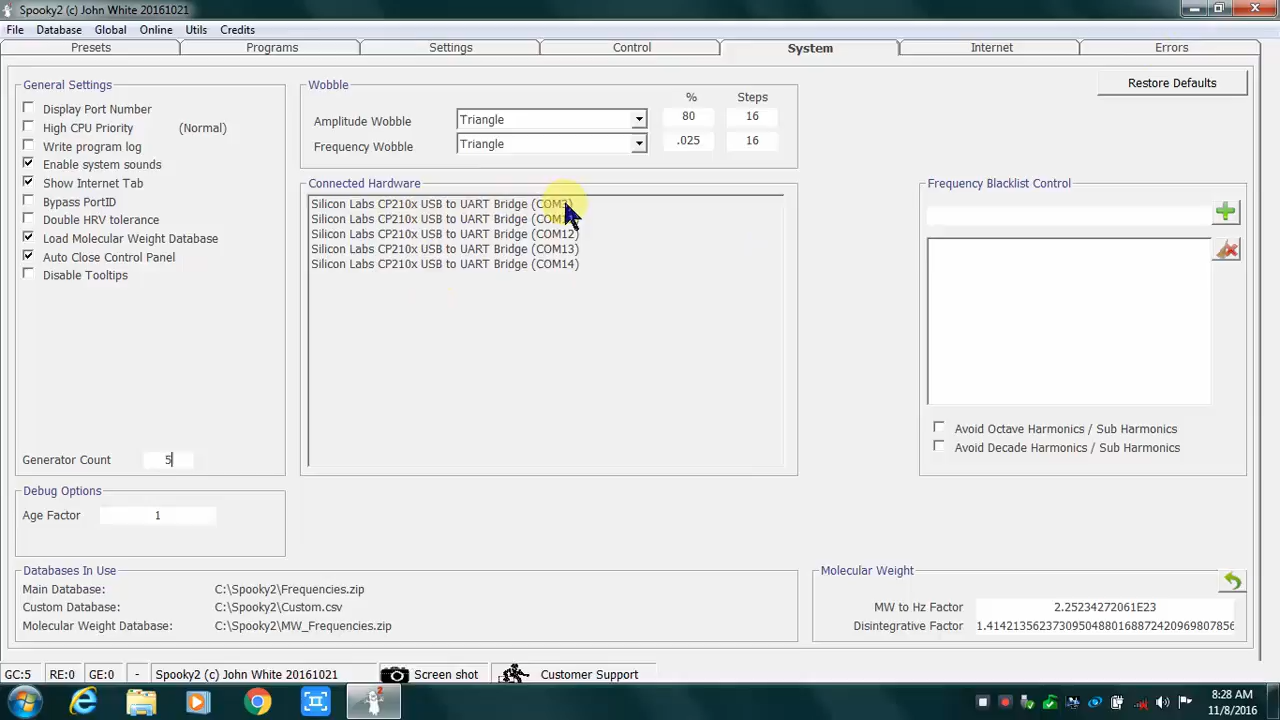 Spooky2 (c) John White 20161021
File Database Global Online Utils Credits
Presets Programs Settings Control System Internet Errors
General Settings
Display Port Number
High CPU Priority (Normal)
Write program log
Enable system sounds
Show Internet Tab
Bypass PortID
Double HRV tolerance
Load Molecular Weight Database
Auto Close Control Panel
Disable Tooltips
Generator Count 5
Debug Options
Age Factor 1
Wobble
% Steps
Amplitude Wobble Triangle 80 16
Frequency Wobble Triangle .025 16
Connected Hardware
Silicon Labs CP210x USB to UART Bridge (COM3)
Silicon Labs CP210x USB to UART Bridge
Silicon Labs CP210x USB to UART Bridge (COM12)
Silicon Labs CP210x USB to UART Bridge (COM13)
Silicon Labs CP210x USB to UART Bridge (COM14)
Restore Defaults
Frequency Blacklist Control
Avoid Octave Harmonics / Sub Harmonics
Avoid Decade Harmonics / Sub Harmonics
Databases In Use
Main Database: C:\Spooky2\Frequencies.zip
Custom Database: C:\Spooky2\Custom.csv
Molecular Weight Database: C:\Spooky2\MW_Frequencies.zip
Molecular Weight
MW to Hz Factor 2.25234272061E23
Disintegrative Factor 1.41421356237309504880168872420969807856
GC:5 RE:0 GE:0 - Spooky2 (c) John White 20161021 Screen shot Customer Support
8:28 AM
11/8/2016